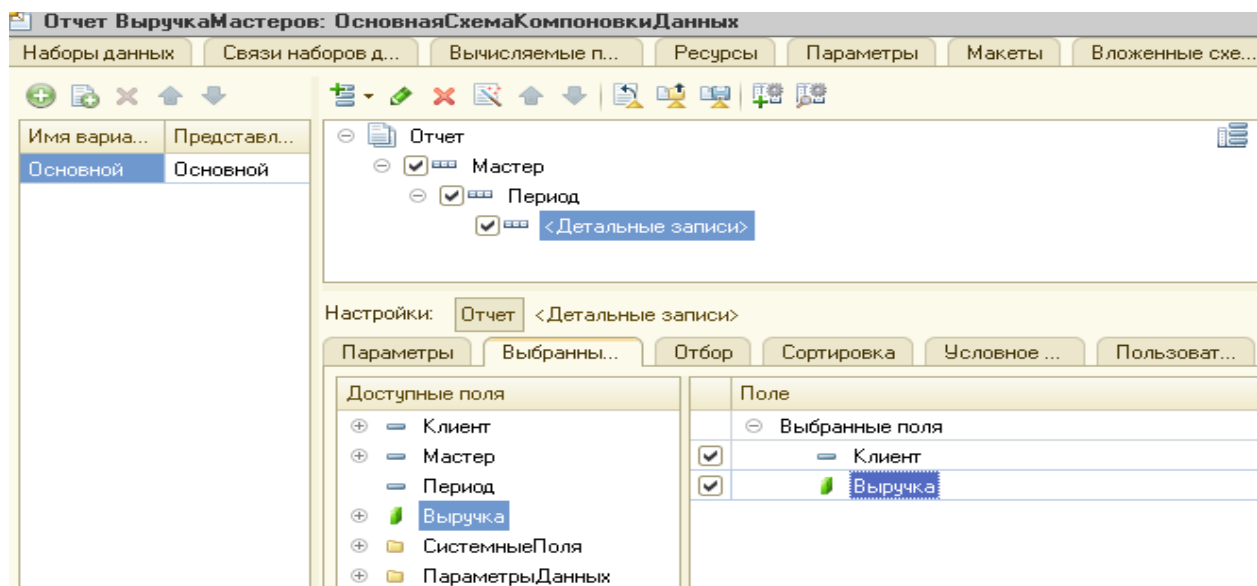 Отчет ВыручкаМастеров: ОсновнаяСхемаКомпоновкиДанных
Наборы данных Связи наборов д... Вычисляемые п... Ресурсы Параметры Макеты Вложенные схе...
Имя вариа... Представл...
Основной Основной
Отчет
Мастер
Период
<Детальные записи>
Настройки: Отчет <Детальные записи>
Параметры Выбранны... Отбор Сортировка Условное ... Пользоват...
Доступные поля
Клиент
Мастер
Период
Выручка
СистемныеПоля
ПараметрыДанных
Поле
Выбранные поля
Клиент
Выручка